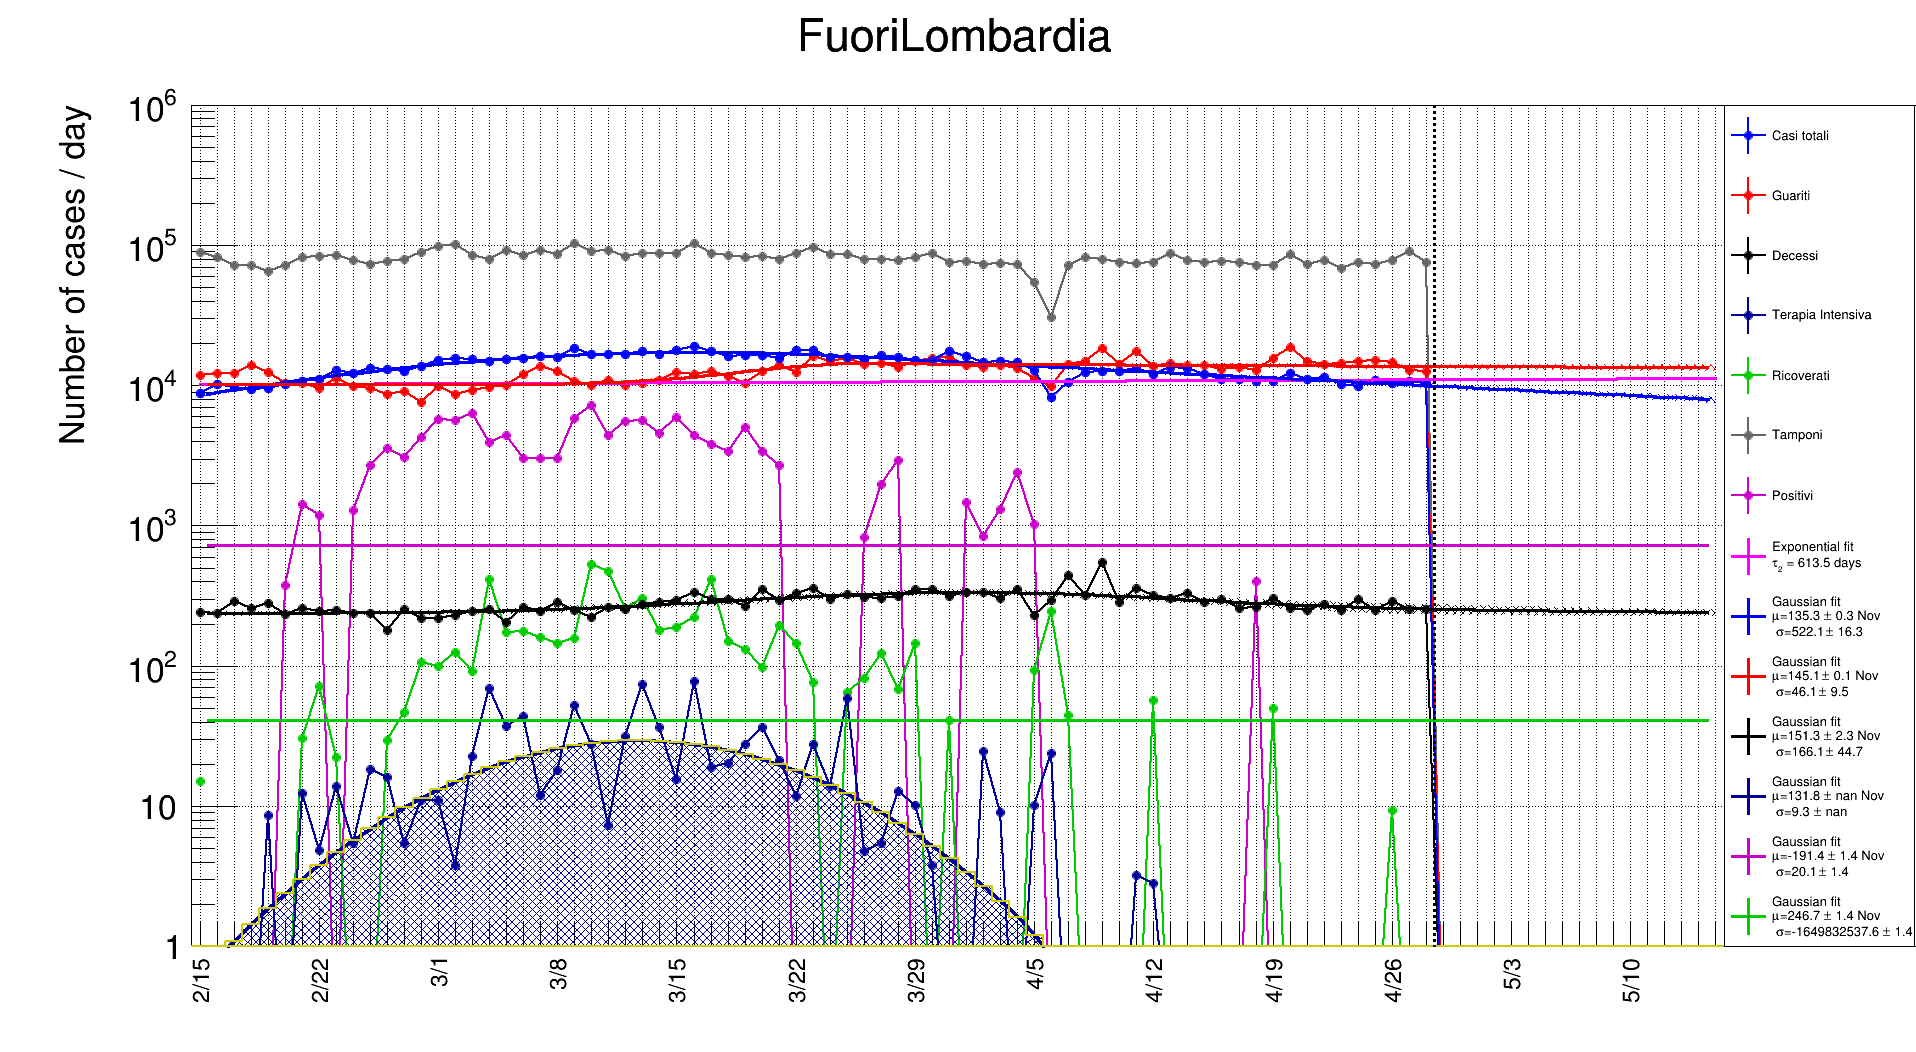 FuoriLombardia
Number of cases / day
10^6
10^5
10^4
10^3
10^2
10
1
2/15
2/22
3/1
3/8
3/15
3/22
3/29
4/5
4/12
4/19
4/26
5/3
5/10
Casi totali
Guariti
Decessi
Terapia Intensiva
Ricoverati
Tamponi
Positivi
Exponential fit
τ₂ = 613.5 days
Gaussian fit
μ=135.3 ± 0.3 Nov
σ=522.1 ± 16.3
Gaussian fit
μ=145.1 ± 0.1 Nov
σ=46.1 ± 9.5
Gaussian fit
μ=151.3 ± 2.3 Nov
σ=166.1 ± 44.7
Gaussian fit
μ=131.8 ± nan Nov
σ=9.3 ± nan
Gaussian fit
μ=-191.4 ± 1.4 Nov
σ=20.1 ± 1.4
Gaussian fit
μ=246.7 ± 1.4 Nov
σ=-1649832537.6 ± 1.4